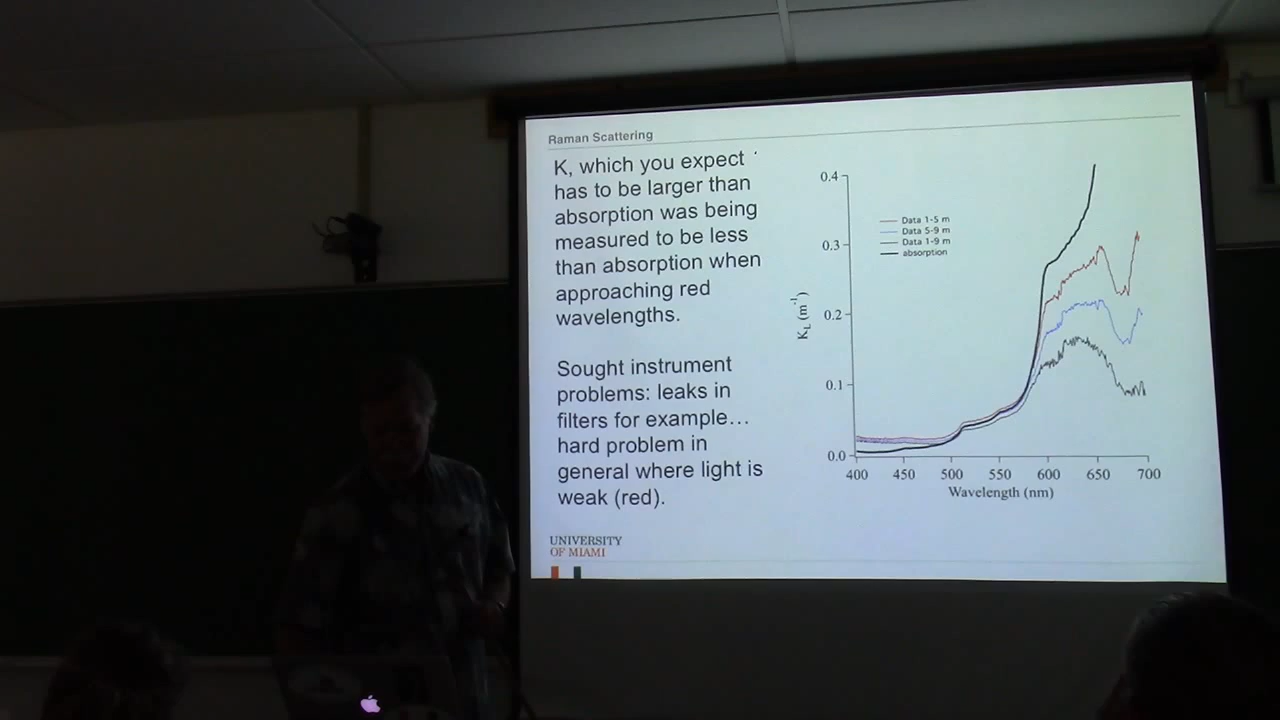 Raman Scattering
K, which you expect
has to be larger than
absorption was being
measured to be less
than absorption when
approaching red
wavelengths.
Sought instrument
problems: leaks in
filters for example…
hard problem in
general where light is
weak (red).
UNIVERSITY
OF MIAMI
0.4
0.3
0.2
0.1
0.0
K_L (m⁻¹)
Data 1-5 m
Data 5-9 m
Data 1-9 m
absorption
400 450 500 550 600 650 700
Wavelength (nm)